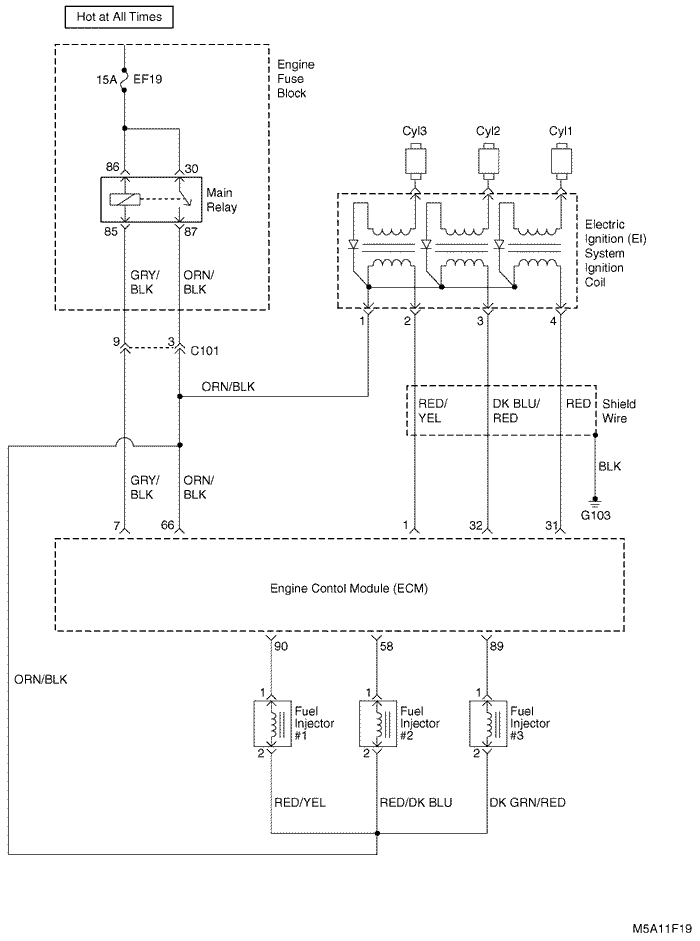 Hot at All Times
Engine
Fuse
Block
15A EF19
Cyl3 Cyl2 Cyl1
86 30
Main
Relay
85 87
Electric
Ignition (EI)
System
Ignition
Coil
GRY/
BLK
ORN/
BLK
1 2 3 4
9 3 C101
ORN/BLK
RED/
YEL
DK BLU/
RED
RED
Shield
Wire
BLK
GRY/
BLK
ORN/
BLK
G103
7 66 1 32 31
Engine Contol Module (ECM)
90 58 89
ORN/BLK
1 1 1
Fuel
Injector
#1
Fuel
Injector
#2
Fuel
Injector
#3
2 2 2
RED/YEL RED/DK BLU DK GRN/RED
M5A11F19